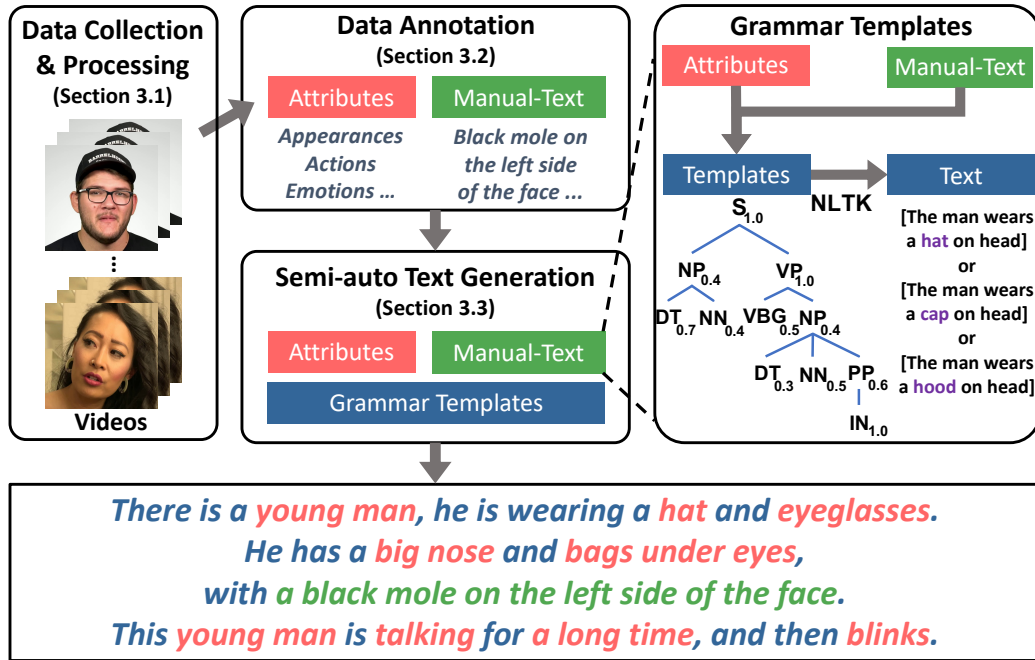 Data Collection
& Processing
(Section 3.1)
Videos
Data Annotation
(Section 3.2)
Attributes
Manual-Text
Appearances
Actions
Emotions ...
Black mole on
the left side
of the face ...
Semi-auto Text Generation
(Section 3.3)
Attributes
Manual-Text
Grammar Templates
Grammar Templates
Attributes
Manual-Text
Templates
NLTK
Text
S1.0
NP0.4 VP1.0
DT0.7 NN0.4 VBG0.5 NP0.4
DT0.3 NN0.5 PP0.6
IN1.0
[The man wears
a hat on head]
or
[The man wears
a cap on head]
or
[The man wears
a hood on head]
There is a young man, he is wearing a hat and eyeglasses.
He has a big nose and bags under eyes,
with a black mole on the left side of the face.
This young man is talking for a long time, and then blinks.